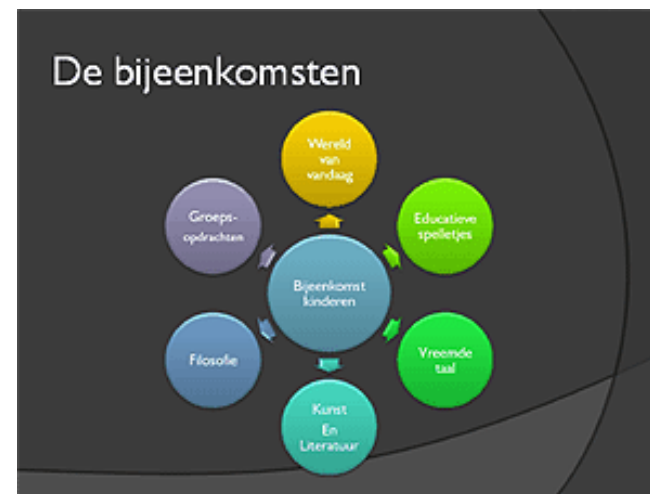 De bijeenkomsten
Wereld
van
vandaag
Educatieve
spelletjes
Vreemde
taal
Kunst
En
Literatuur
Filosofie
Groeps-
opdrachten
Bijeenkomst
kinderen